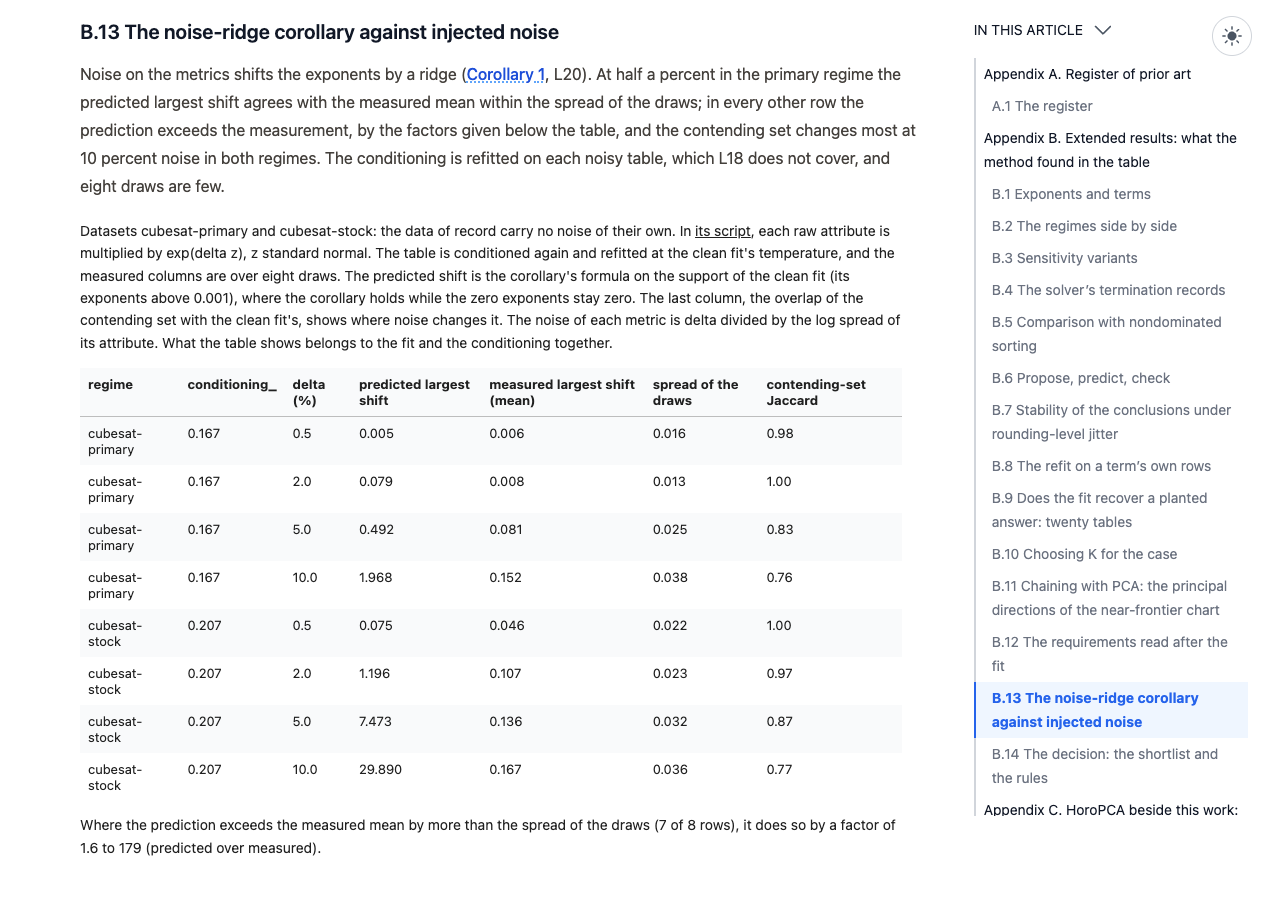 B.13 The noise-ridge corollary against injected noise
Noise on the metrics shifts the exponents by a ridge (Corollary 1, L20). At half a percent in the primary regime the
predicted largest shift agrees with the measured mean within the spread of the draws; in every other row the
prediction exceeds the measurement, by the factors given below the table, and the contending set changes most at
10 percent noise in both regimes. The conditioning is refitted on each noisy table, which L18 does not cover, and
eight draws are few.
Datasets cubesat-primary and cubesat-stock: the data of record carry no noise of their own. In its script, each raw attribute is
multiplied by exp(delta z), z standard normal. The table is conditioned again and refitted at the clean fit's temperature, and the
measured columns are over eight draws. The predicted shift is the corollary's formula on the support of the clean fit (its
exponents above 0.001), where the corollary holds while the zero exponents stay zero. The last column, the overlap of the
contending set with the clean fit's, shows where noise changes it. The noise of each metric is delta divided by the log spread of
its attribute. What the table shows belongs to the fit and the conditioning together.
regime conditioning_ delta (%) predicted largest shift measured largest shift (mean) spread of the draws contending-set Jaccard
cubesat-primary 0.167 0.5 0.005 0.006 0.016 0.98
cubesat-primary 0.167 2.0 0.079 0.008 0.013 1.00
cubesat-primary 0.167 5.0 0.492 0.081 0.025 0.83
cubesat-primary 0.167 10.0 1.968 0.152 0.038 0.76
cubesat-stock 0.207 0.5 0.075 0.046 0.022 1.00
cubesat-stock 0.207 2.0 1.196 0.107 0.023 0.97
cubesat-stock 0.207 5.0 7.473 0.136 0.032 0.87
cubesat-stock 0.207 10.0 29.890 0.167 0.036 0.77
Where the prediction exceeds the measured mean by more than the spread of the draws (7 of 8 rows), it does so by a factor of
1.6 to 179 (predicted over measured).
IN THIS ARTICLE
Appendix A. Register of prior art
A.1 The register
Appendix B. Extended results: what the
method found in the table
B.1 Exponents and terms
B.2 The regimes side by side
B.3 Sensitivity variants
B.4 The solver's termination records
B.5 Comparison with nondominated
sorting
B.6 Propose, predict, check
B.7 Stability of the conclusions under
rounding-level jitter
B.8 The refit on a term's own rows
B.9 Does the fit recover a planted
answer: twenty tables
B.10 Choosing K for the case
B.11 Chaining with PCA: the principal
directions of the near-frontier chart
B.12 The requirements read after the
fit
B.13 The noise-ridge corollary
against injected noise
B.14 The decision: the shortlist and
the rules
Appendix C. HoroPCA beside this work: